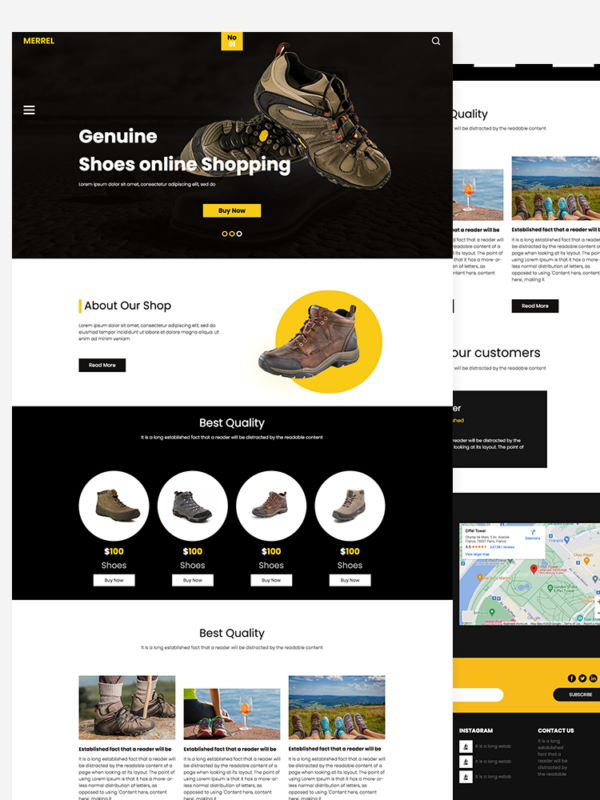 MERREL
No
01
Genuine
Shoes online Shopping
Lorem ipsum dolor sit amet, consectetur adipiscing elit, sed do
Buy Now
About Our Shop
Lorem ipsum dolor sit amet, consectetur adipiscing elit, sed do
eiusmod tempor incididunt ut labore et dolore magna aliqua. Ut
enim ad minim veniam
Read More
Best Quality
It is a long established fact that a reader will be distracted by the readable content
$100
$100
$100
$100
Shoes
Shoes
Shoes
Shoes
Buy Now
Buy Now
Buy Now
Buy Now
Best Quality
It is a long established fact that a reader will be distracted by the readable content
Established fact that a reader will be
It is a long established fact that a reader will
be distracted by the readable content of a
page when looking at its layout. The point of
using Lorem Ipsum is that it has a more-or-
less normal distribution of letters, as
opposed to using 'Content here, content
here', making it
Established fact that a reader will be
It is a long established fact that a reader will
be distracted by the readable content of a
page when looking at its layout. The point of
using Lorem Ipsum is that it has a more-or-
less normal distribution of letters, as
opposed to using 'Content here, content
here', making it
Established fact that a reader will be
It is a long established fact that a reader will
be distracted by the readable content of a
page when looking at its layout. The point of
using Lorem Ipsum is that it has a more-or-
less normal distribution of letters, as
opposed to using 'Content here, content
here', making it
Quality
will be distracted by the readable content
that a reader will be
Established fact that a reader will be
It is a long established fact that a reader will
be distracted by the readable content of a
page when looking at its layout. The point of
using Lorem Ipsum is that it has a more-or-
less normal distribution of letters, as
opposed to using 'Content here, content
here', making it
Read More
our customers
will be distracted by the readable content
reader will be distracted by the
looking at its layout. The point of
Eiffel Tower
Directions
View larger map
Eiffel Tower
SUBSCRIBE
INSTAGRAM
It is a long estab
It is a long estab
It is a long estab
CONTACT US
It is a long
established
fact that a
reader will be
distracted by
the readable